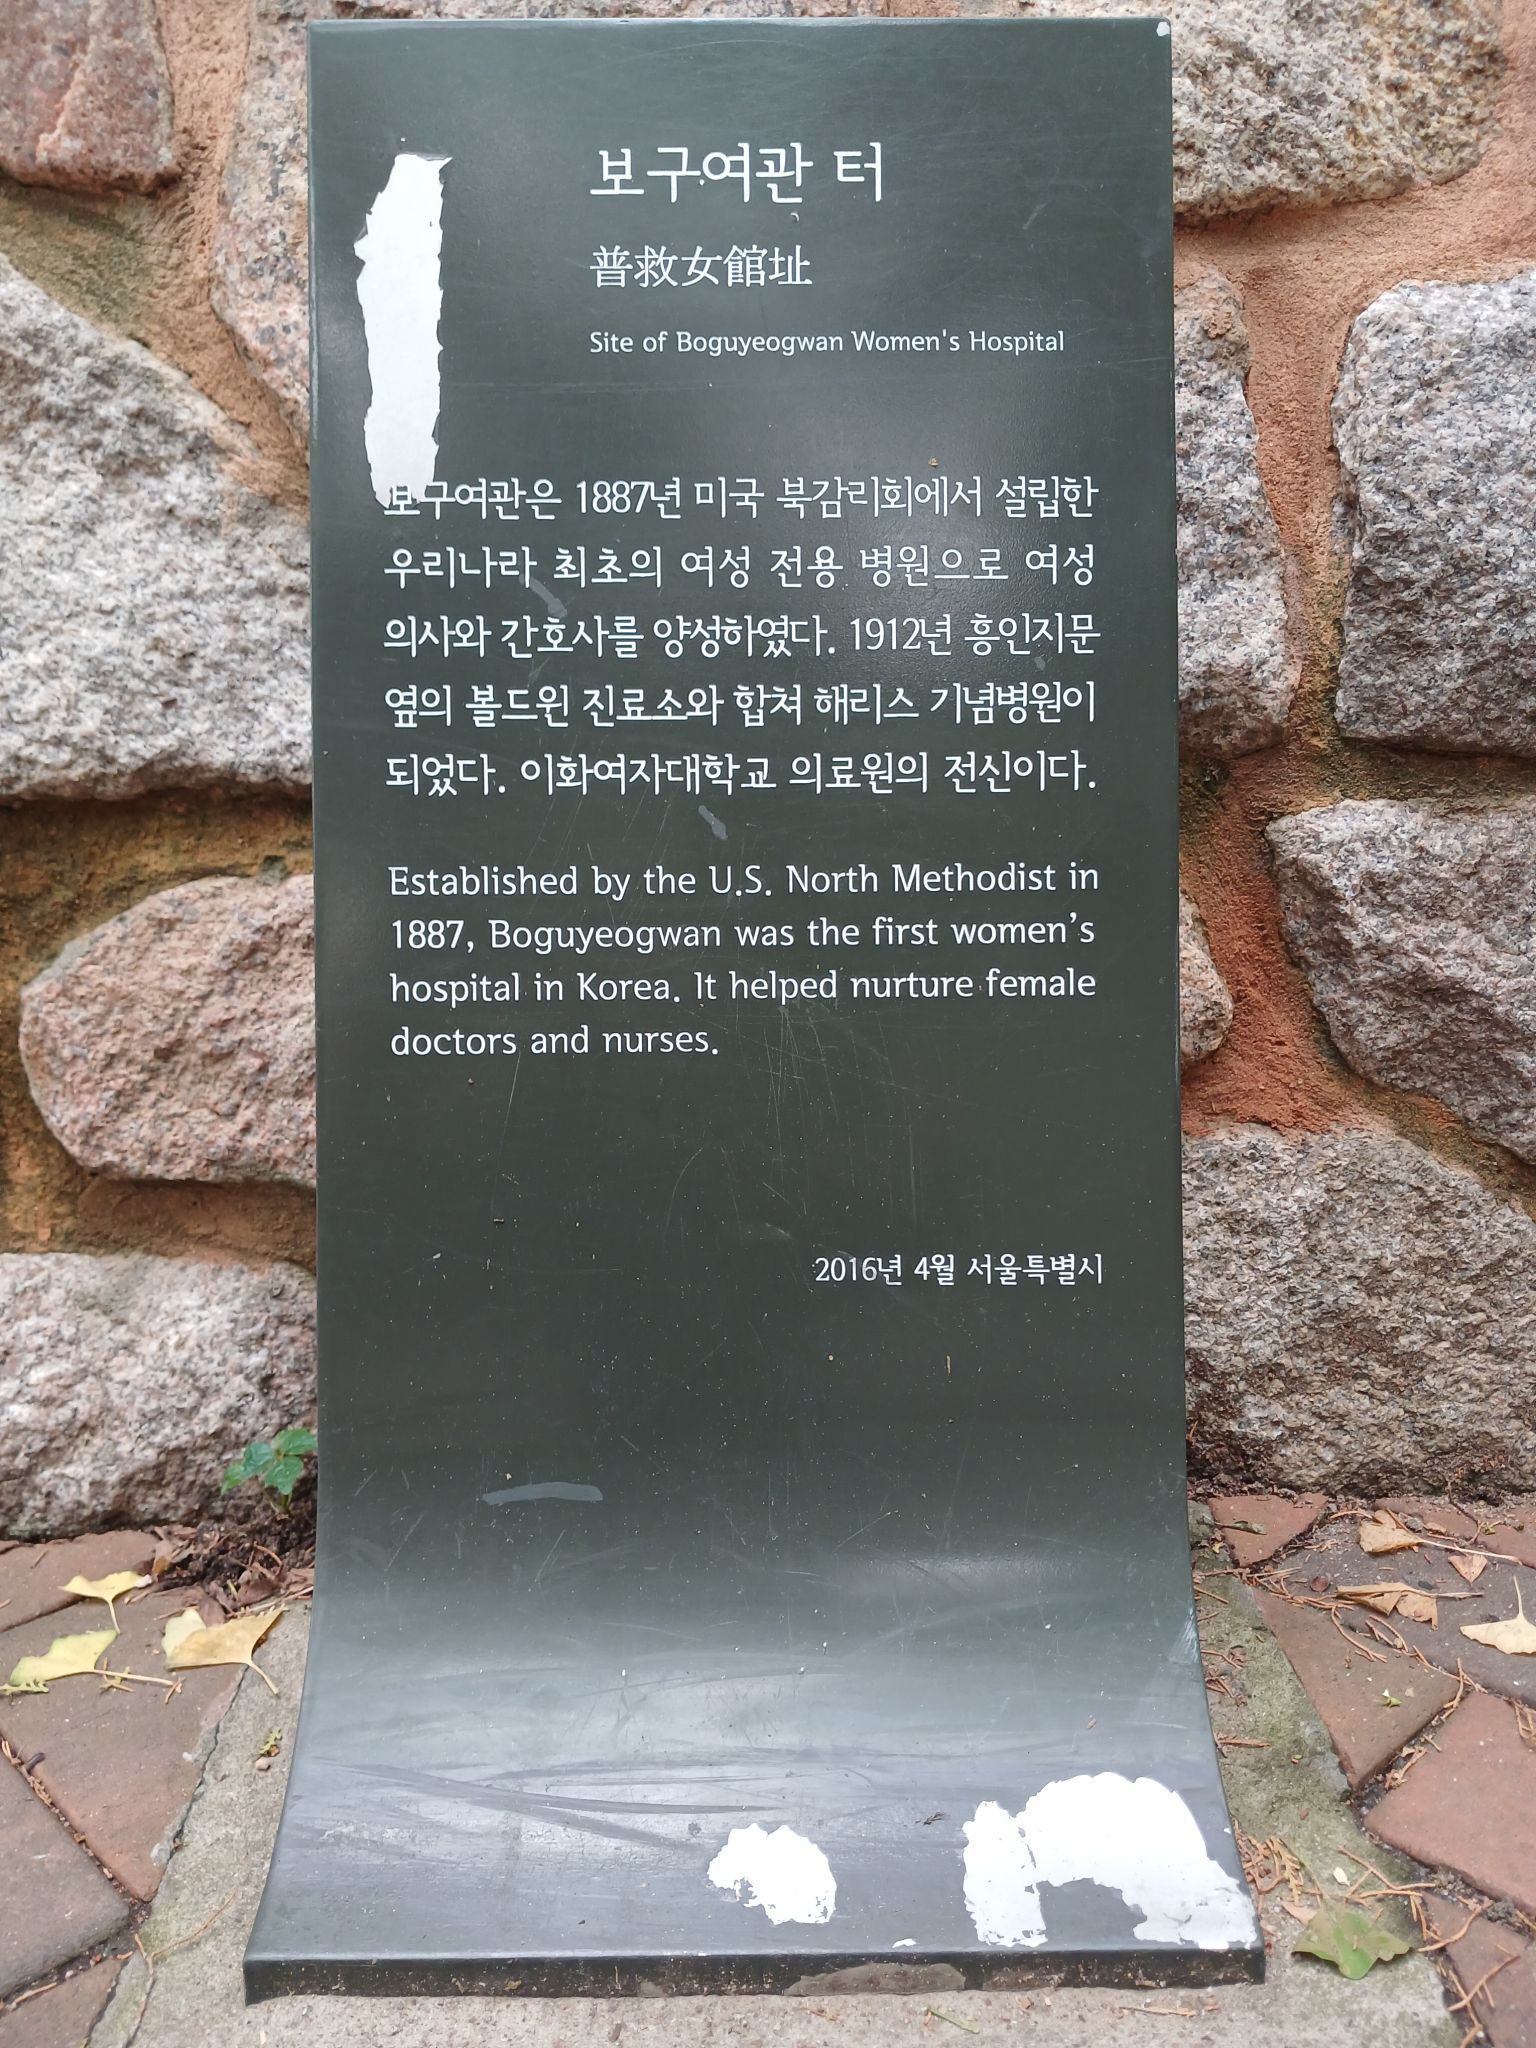 보구여관 터
普救女館址
Site of Boguyeogwan Women's Hospital
보구여관은 1887년 미국 북감리회에서 설립한
우리나라 최초의 여성 전용 병원으로 여성
의사와 간호사를 양성하였다. 1912년 흥인지문
옆의 볼드윈 진료소와 합쳐 해리스 기념병원이
되었다. 이화여자대학교 의료원의 전신이다.
Established by the U.S. North Methodist in
1887, Boguyeogwan was the first women’s
hospital in Korea. It helped nurture female
doctors and nurses.
2016년 4월 서울특별시